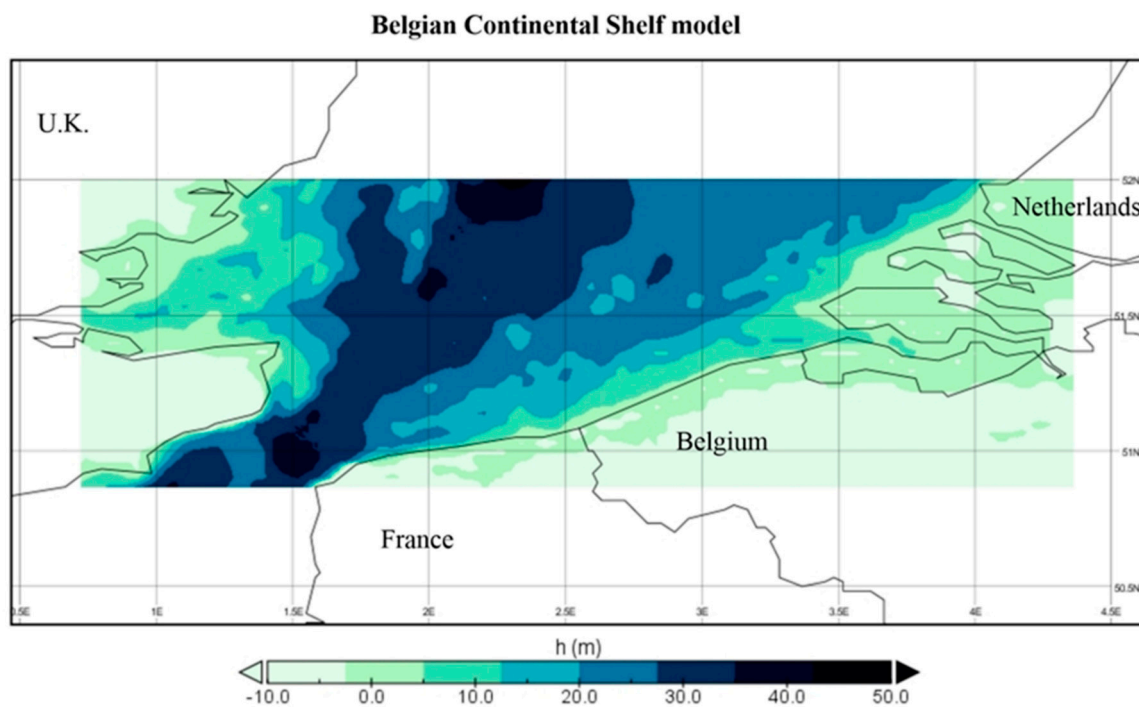 Belgian Continental Shelf model
U.K.
52N
Netherlands
51.5N
51N
Belgium
France
50.5N
0.5E 1E 1.5E 2E 2.5E 3E 3.5E 4E 4.5E
h (m)
-10.0 0.0 10.0 20.0 30.0 40.0 50.0